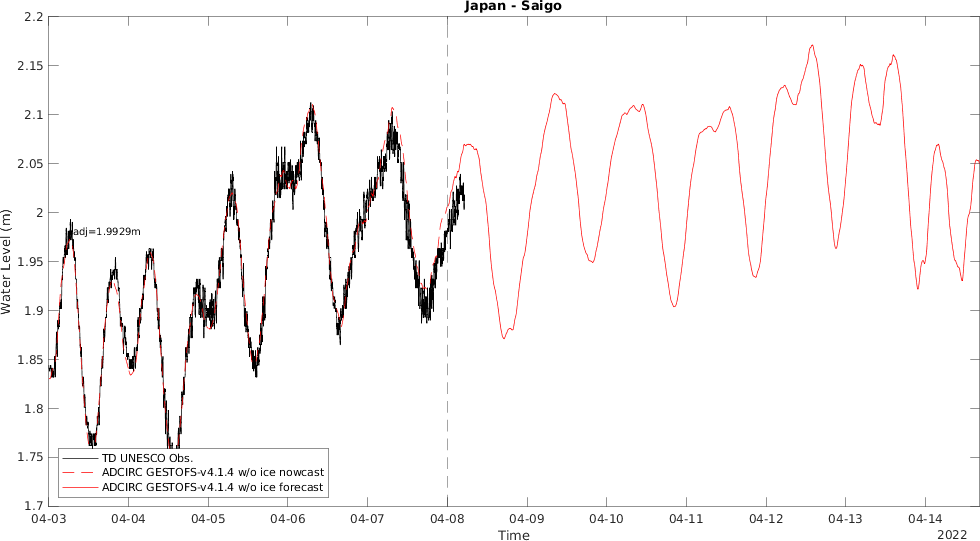 Japan - Saigo
Water Level (m)
2.2
2.15
2.1
2.05
2
1.95
1.9
1.85
1.8
1.75
1.7
adj=1.9929m
TD UNESCO Obs.
ADCIRC GESTOFS-v4.1.4 w/o ice nowcast
ADCIRC GESTOFS-v4.1.4 w/o ice forecast
04-03 04-04 04-05 04-06 04-07 04-08 04-09 04-10 04-11 04-12 04-13 04-14
Time
2022